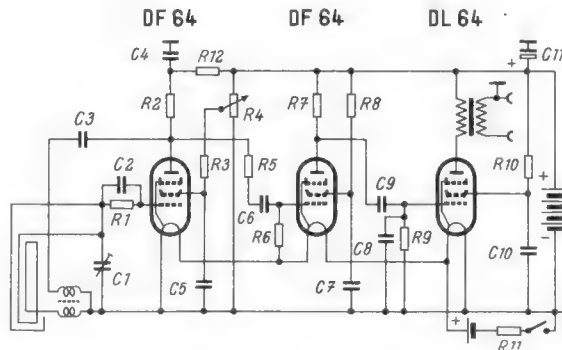 DF 64 DF 64 DL 64
C4 R12 + C11
R2 R4 R7 R8
C3
C2 R3 R5 C9 R10
R1 C6 +
R6 C8 R9 -
C1 C5 C7 C10
+ R11